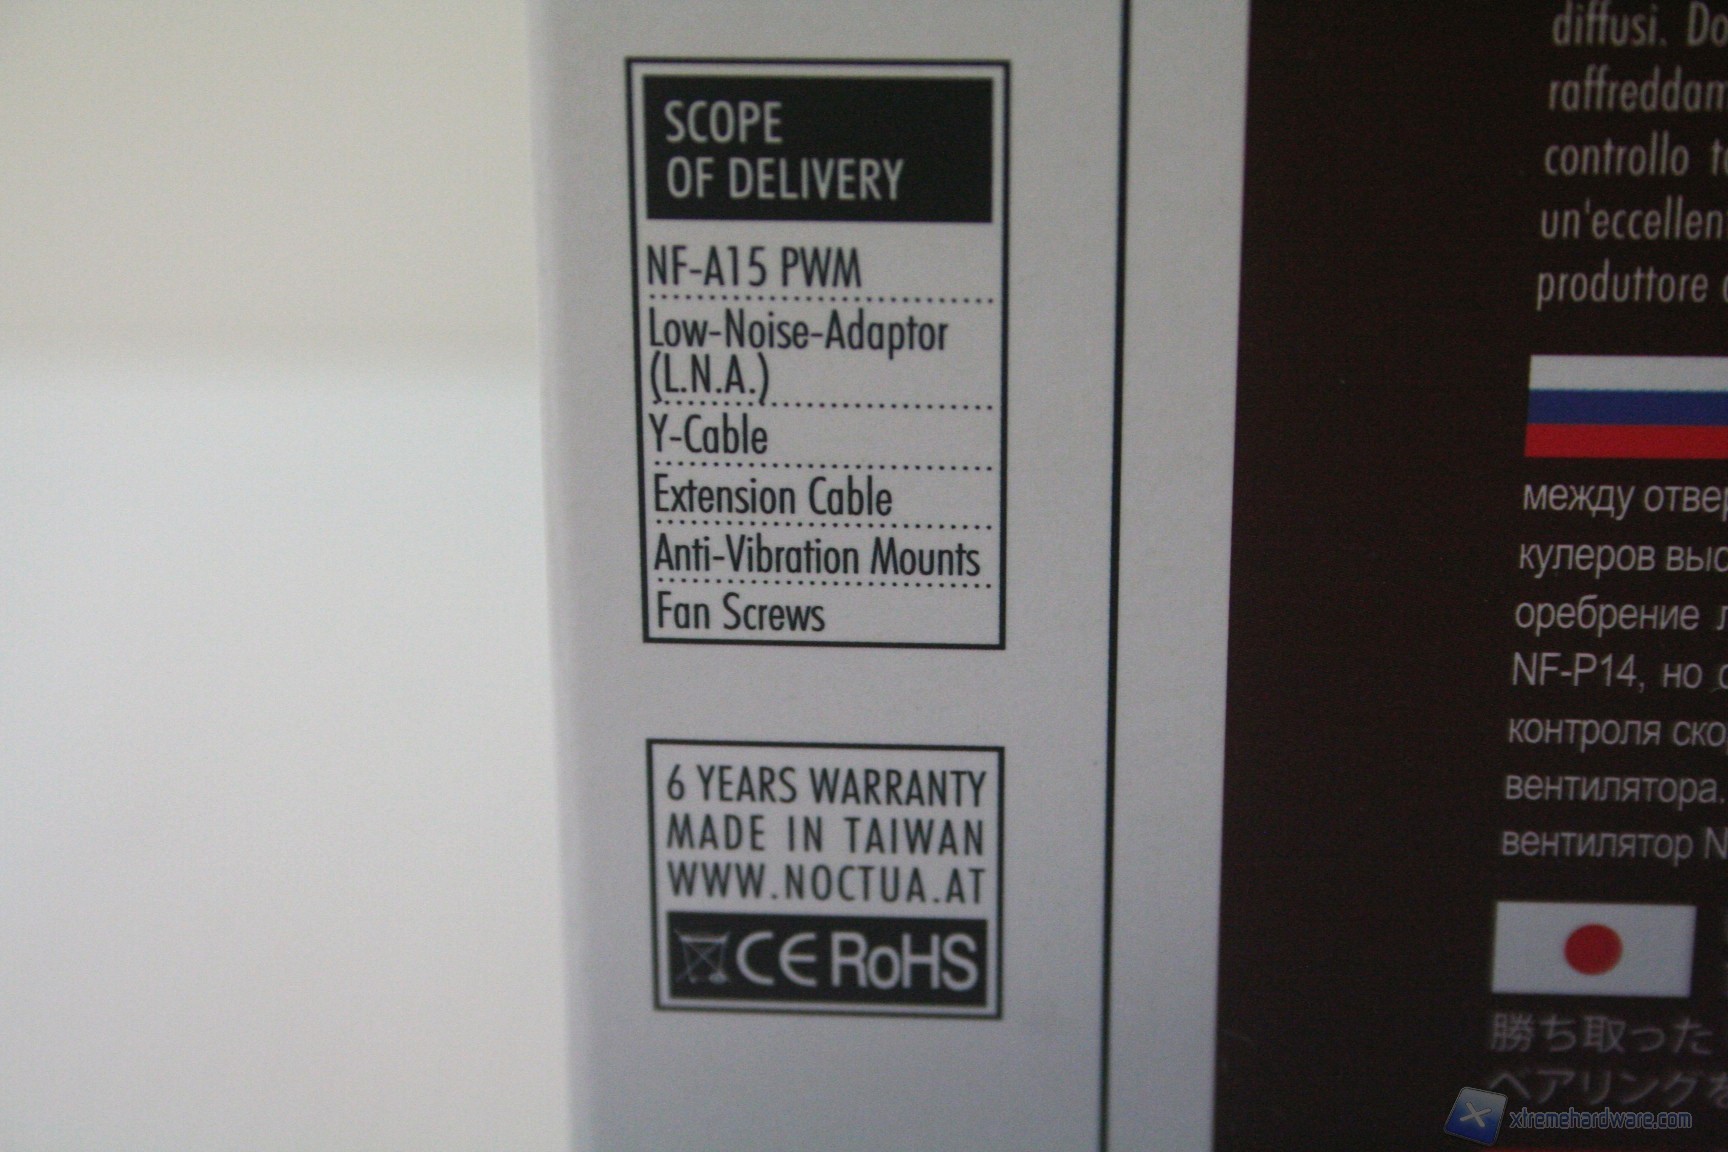 SCOPE
OF DELIVERY
NF-A15 PWM
Low-Noise-Adaptor
(L.N.A.)
Y-Cable
Extension Cable
Anti-Vibration Mounts
Fan Screws
6 YEARS WARRANTY
MADE IN TAIWAN
WWW.NOCTUA.AT
CE RoHS
diffusi.
controllo
produttore
между
кулеров
оребрение
NF-P14, но
контроля
вентилятора.
вентилятор
勝ち取った
ベアリングを
xtremehardware.com